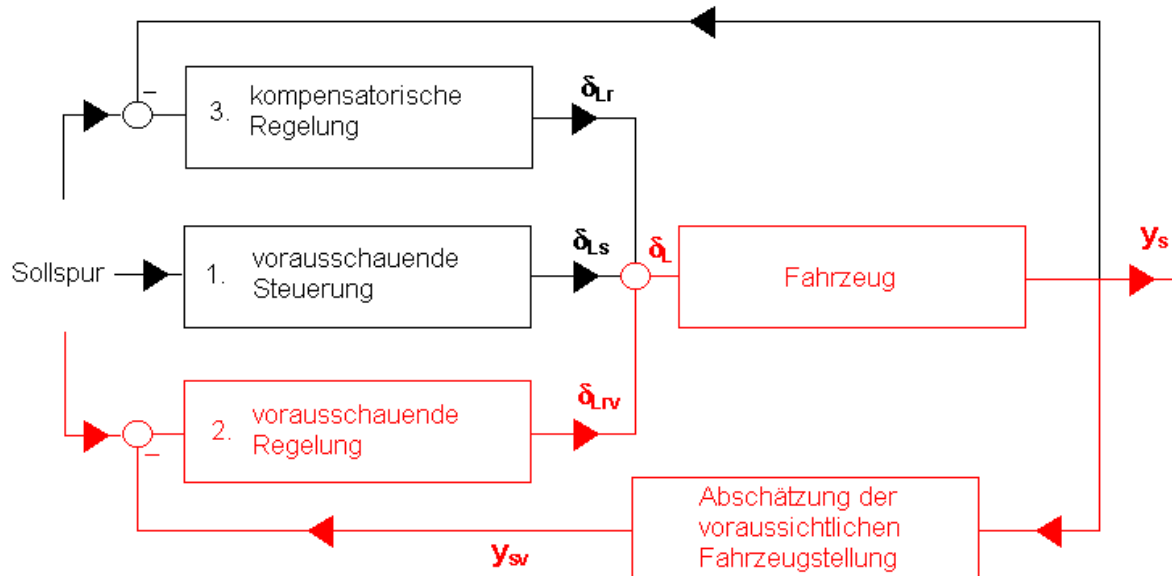 3. kompensatorische
Regelung
δLr
Sollspur
1. vorausschauende
Steuerung
δLs
δL
Fahrzeug
ys
2. vorausschauende
Regelung
δLrv
Abschätzung der
voraussichtlichen
Fahrzeugstellung
ysv